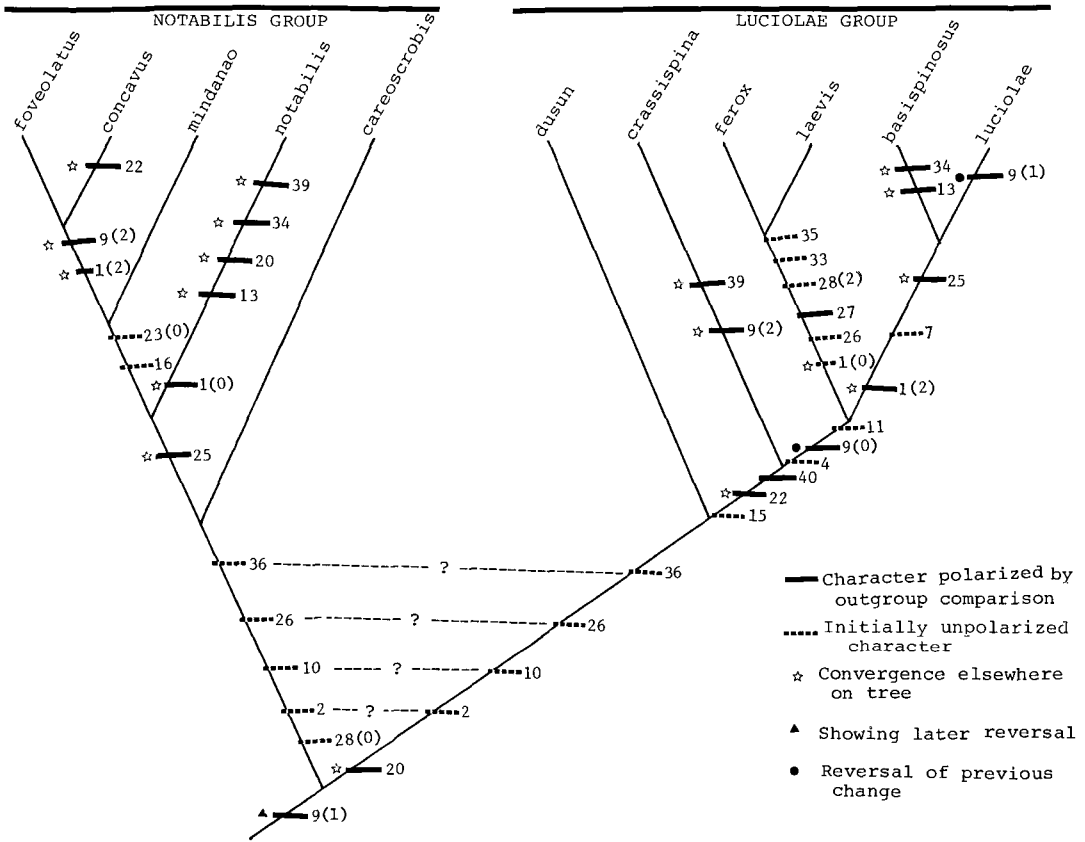 NOTABILIS GROUP
LUCIOLAE GROUP
foveolatus
concavus
mindanao
notabilis
careoscrobis
dusun
crassispina
ferox
laevis
basispinosus
luciolae
22
9(2)
1(2)
23(0)
16
39
34
20
13
1(0)
25
36
26
10
2
28(0)
? 
?
?
?
36
26
10
2
20
9(1)
39
9(2)
35
33
28(2)
27
26
1(0)
34
13
9(1)
25
7
1(2)
11
9(0)
4
40
22
15
Character polarized by
outgroup comparison
Initially unpolarized
character
Convergence elsewhere
on tree
Showing later reversal
Reversal of previous
change